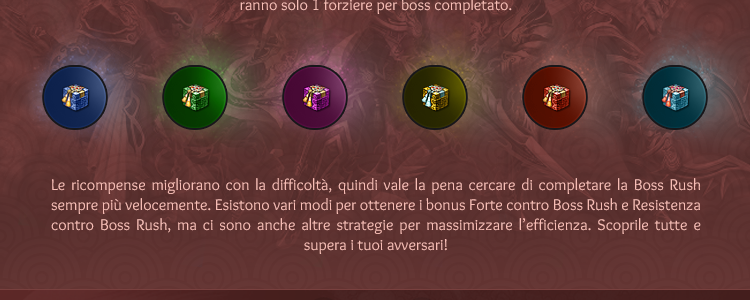 ranno solo 1 forziere per boss completato.
Le ricompense migliorano con la difficoltà, quindi vale la pena cercare di completare la Boss Rush
sempre più velocemente. Esistono vari modi per ottenere i bonus Forte contro Boss Rush e Resistenza
contro Boss Rush, ma ci sono anche altre strategie per massimizzare l'efficienza. Scoprile tutte e
supera i tuoi avversari!